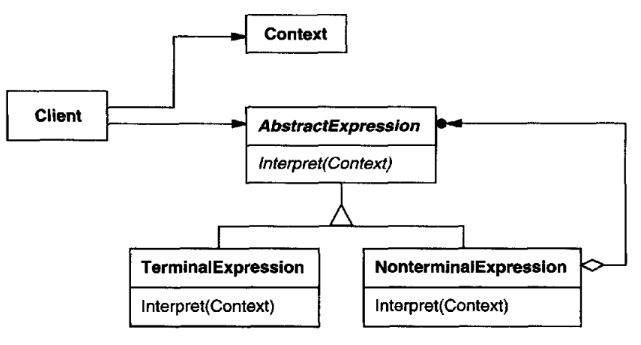 Context
Client
AbstractExpression
Interpret(Context)
TerminalExpression
Interpret(Context)
NonterminalExpression
Interpret(Context)